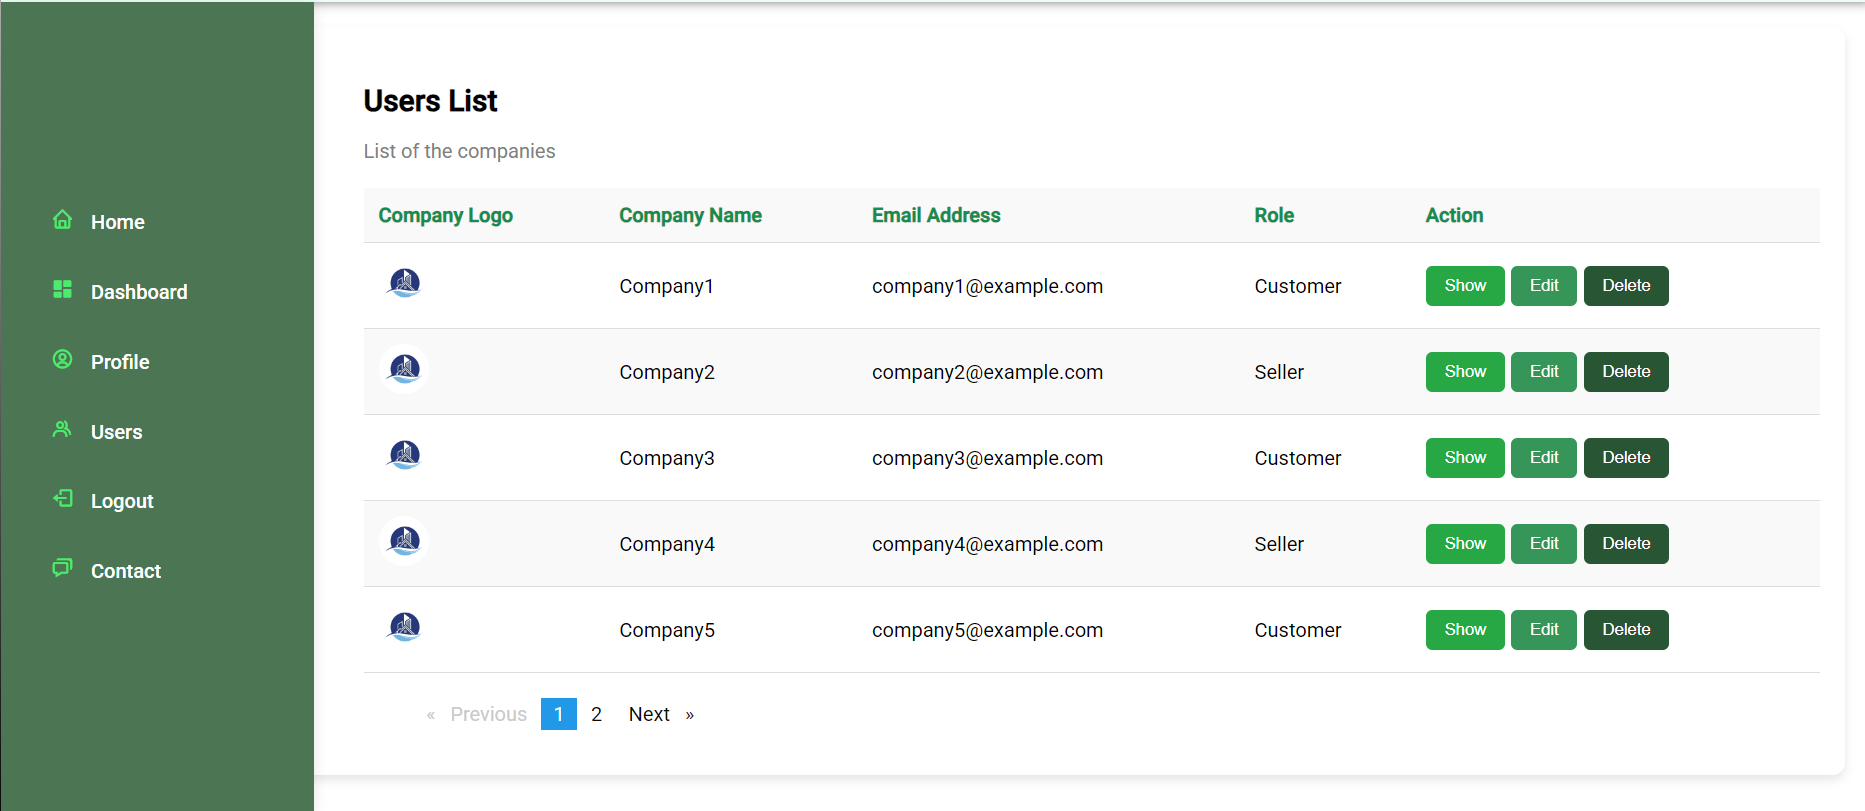 Home
Dashboard
Profile
Users
Logout
Contact
Users List
List of the companies
Company Logo Company Name Email Address Role Action
Company1 company1@example.com Customer Show Edit Delete
Company2 company2@example.com Seller Show Edit Delete
Company3 company3@example.com Customer Show Edit Delete
Company4 company4@example.com Seller Show Edit Delete
Company5 company5@example.com Customer Show Edit Delete
« Previous 1 2 Next »